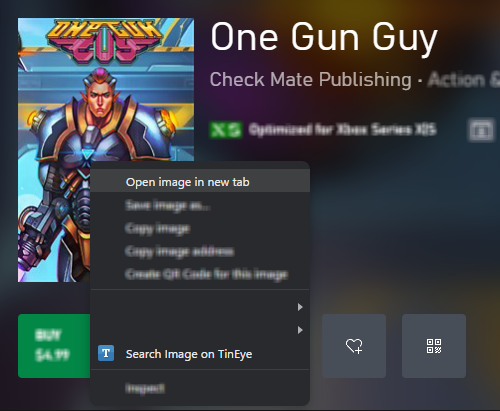 ONE GUN
GUY
One Gun Guy
Check Mate Publishing · Action &
XS Optimized for Xbox Series X|S
Open image in new tab
Save image as...
Copy image
Copy image address
Create QR Code for this image
BUY
$4.99
T Search Image on TinEye
Inspect